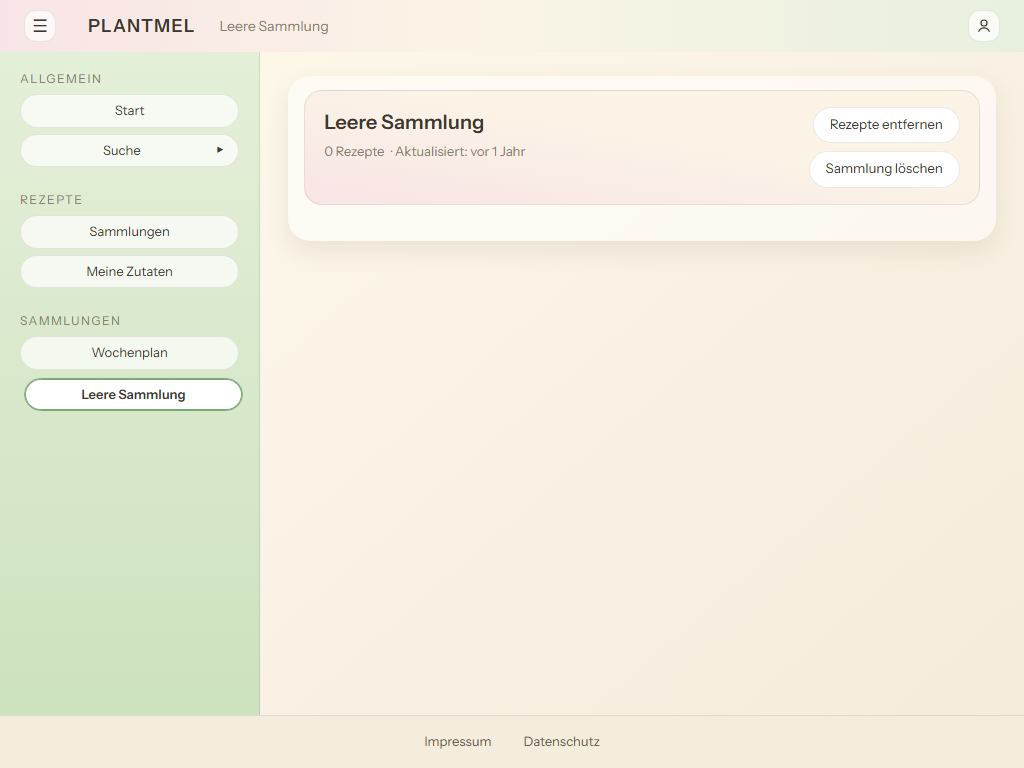 PLANTMEL
Leere Sammlung
ALLGEMEIN
Start
Suche
REZEPTE
Sammlungen
Meine Zutaten
SAMMLUNGEN
Wochenplan
Leere Sammlung
Leere Sammlung
0 Rezepte · Aktualisiert: vor 1 Jahr
Rezepte entfernen
Sammlung löschen
Impressum
Datenschutz